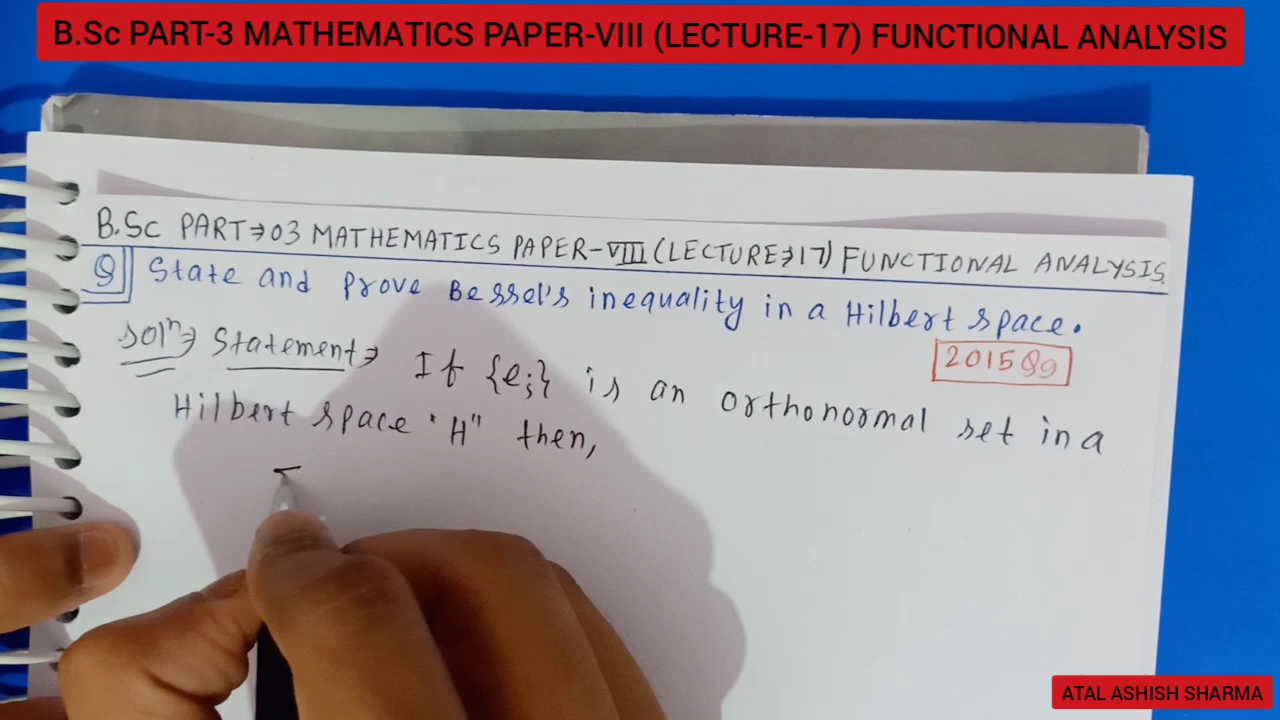 B.Sc PART-3 MATHEMATICS PAPER-VIII (LECTURE-17) FUNCTIONAL ANALYSIS
B.Sc PART⇒03 MATHEMATICS PAPER-VIII (LECTURE⇒17) FUNCTIONAL ANALYSIS.
Q State and Prove Bessel's inequality in a Hilbert space.
2015 Q9
Solⁿ⇒ Statement⇒ If {ei} is an orthonormal set in a
Hilbert space "H" then,
ATAL ASHISH SHARMA